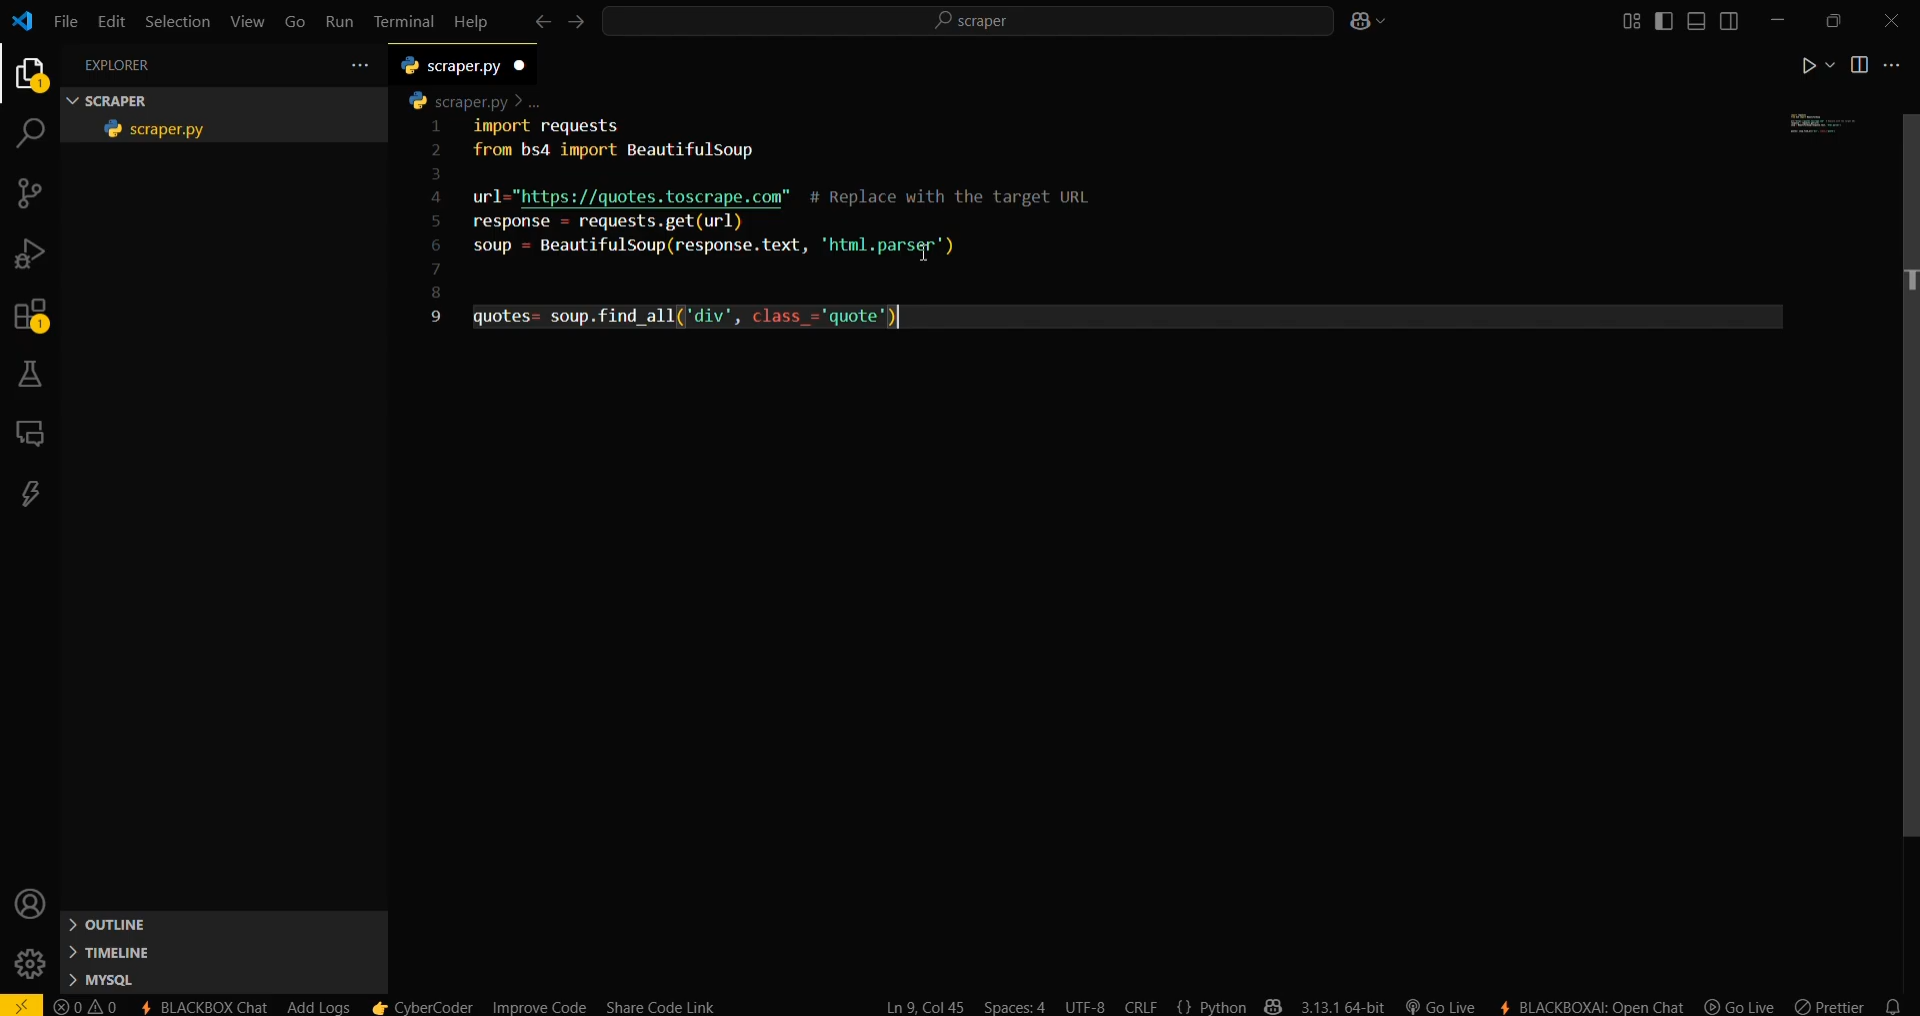 File Edit Selection View Go Run Terminal Help
scraper
EXPLORER
SCRAPER
scraper.py
scraper.py
scraper.py > ...
1 import requests
2 from bs4 import BeautifulSoup
3
4 url="https://quotes.toscrape.com" # Replace with the target URL
5 response = requests.get(url)
6 soup = BeautifulSoup(response.text, 'html.parser')
7
8
9 quotes= soup.find_all('div', class_='quote')
1
1
OUTLINE
TIMELINE
MYSQL
0 0 BLACKBOX Chat Add Logs CyberCoder Improve Code Share Code Link Ln 9, Col 45 Spaces: 4 UTF-8 CRLF {} Python 3.13.1 64-bit Go Live BLACKBOXAI: Open Chat Go Live Prettier